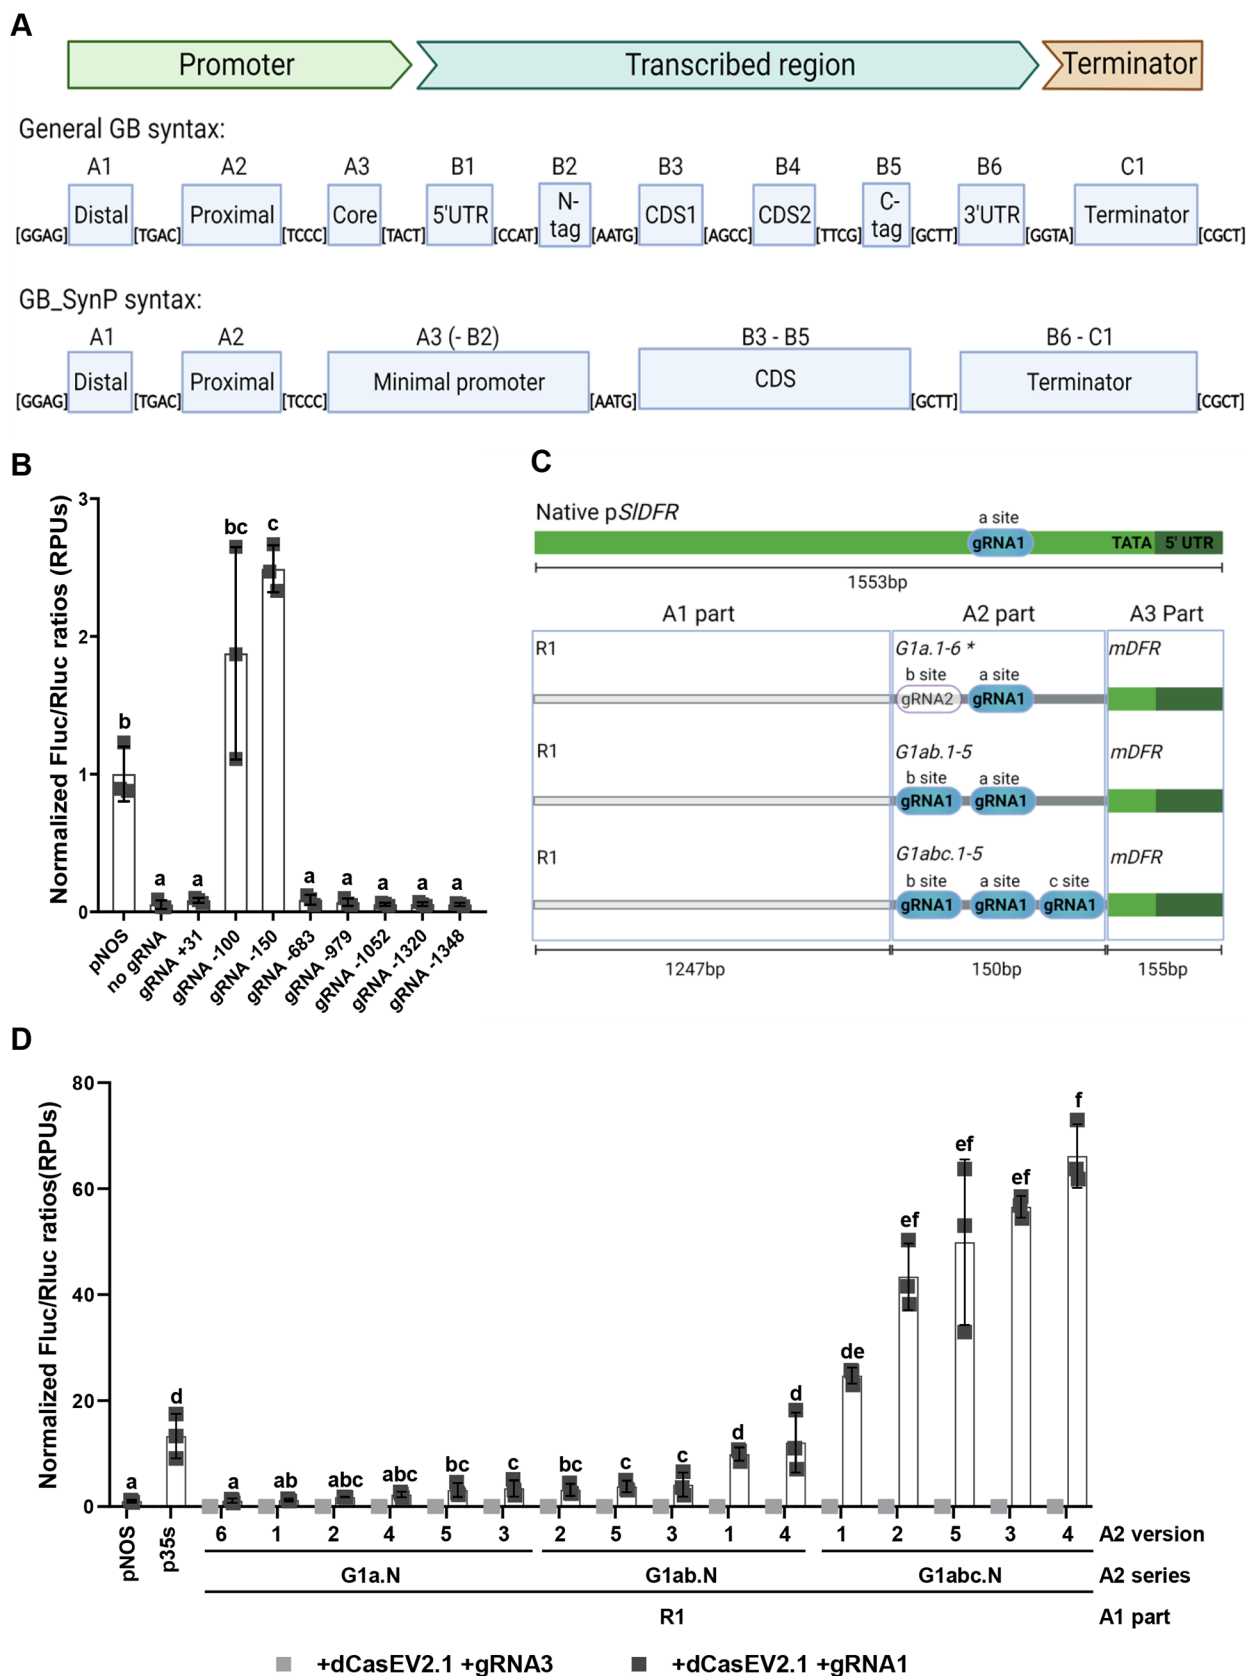 A
Promoter Transcribed region Terminator
General GB syntax:
A1 A2 A3 B1 B2 B3 B4 B5 B6 C1
Distal Proximal Core 5'UTR N-tag CDS1 CDS2 C-tag 3'UTR Terminator
[GGAG] [TGAC] [TCCC] [TACT] [CCAT] [AATG] [AGCC] [TTCG] [GCTT] [GGTA] [CGCT]
GB_SynP syntax:
A1 A2 A3 (- B2) B3 - B5 B6 - C1
Distal Proximal Minimal promoter CDS Terminator
[GGAG] [TGAC] [TCCC] [AATG] [GCTT] [CGCT]
B
Normalized Fluc/Rluc ratios (RPUs)
3
2
1
0
b a a bc c a a a a a
pNOS
no gRNA
gRNA +31
gRNA -100
gRNA -150
gRNA -683
gRNA -979
gRNA -1052
gRNA -1320
gRNA -1348
C
Native pSlDFR
a site
gRNA1 TATA 5' UTR
1553bp
A1 part A2 part A3 Part
R1 G1a.1-6 * mDFR
b site a site
gRNA2 gRNA1
R1 G1ab.1-5 mDFR
b site a site
gRNA1 gRNA1
R1 G1abc.1-5 mDFR
b site a site c site
gRNA1 gRNA1 gRNA1
1247bp 150bp 155bp
D
Normalized Fluc/Rluc ratios(RPUs)
80
60
40
20
0
a d a ab abc abc bc c bc c c d d de ef ef ef f
pNOS p35s 6 1 2 4 5 3 2 5 3 1 4 1 2 5 3 4 A2 version
G1a.N G1ab.N G1abc.N A2 series
R1 A1 part
+dCasEV2.1 +gRNA3 +dCasEV2.1 +gRNA1